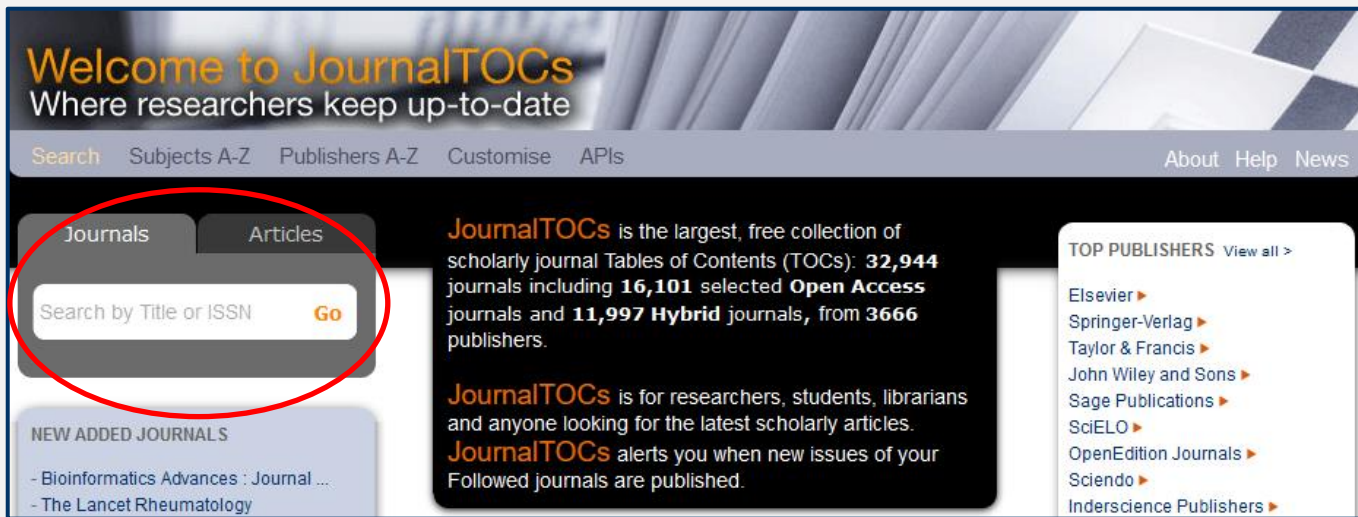 Welcome to JournalTOCs
Where researchers keep up-to-date
Search Subjects A-Z Publishers A-Z Customise APIs About Help News
Journals Articles
Search by Title or ISSN Go
NEW ADDED JOURNALS
- Bioinformatics Advances : Journal ...
- The Lancet Rheumatology
JournalTOCs is the largest, free collection of
scholarly journal Tables of Contents (TOCs): 32,944
journals including 16,101 selected Open Access
journals and 11,997 Hybrid journals, from 3666
publishers.
JournalTOCs is for researchers, students, librarians
and anyone looking for the latest scholarly articles.
JournalTOCs alerts you when new issues of your
Followed journals are published.
TOP PUBLISHERS View all >
Elsevier
Springer-Verlag
Taylor & Francis
John Wiley and Sons
Sage Publications
SciELO
OpenEdition Journals
Sciendo
Inderscience Publishers